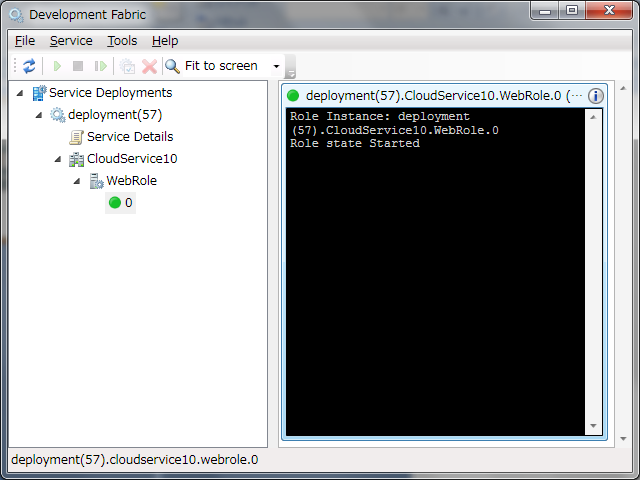 Development Fabric
File Service Tools Help
Fit to screen
Service Deployments
deployment(57)
Service Details
CloudService10
WebRole
0
deployment(57).CloudService10.WebRole.0 (···
Role Instance: deployment
(57).CloudService10.WebRole.0
Role state Started
deployment(57).cloudservice10.webrole.0